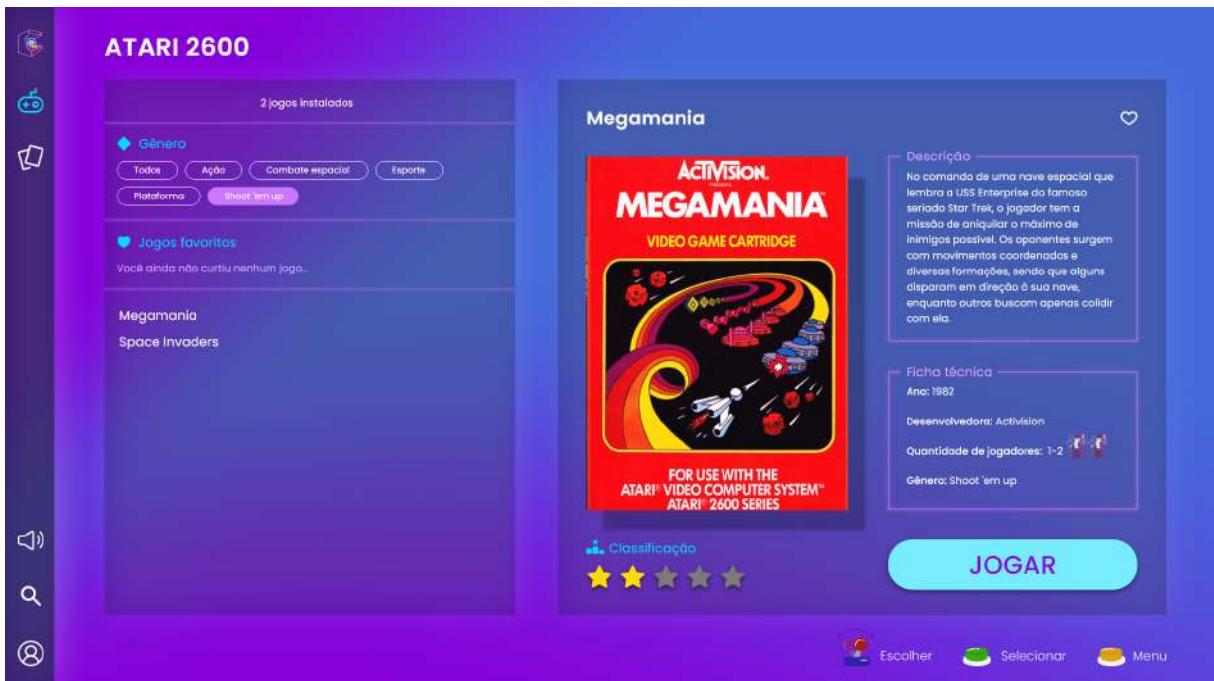 ATARI 2600
2 jogos instalados
Gênero
Todos Ação Combate espacial Esporte
Plataforma Shoot 'em up
Jogos favoritos
Você ainda não curtiu nenhum jogo...
Megamania
Space Invaders
Megamania
ACTIVISION.
MEGAMANIA
VIDEO GAME CARTRIDGE
FOR USE WITH THE
ATARI® VIDEO COMPUTER SYSTEM™
ATARI® 2600 SERIES
Classificação
Descrição
No comando de uma nave espacial que
lembra a USS Enterprise do famoso
seriado Star Trek, o jogador tem a
missão de aniquilar o máximo de
inimigos possível. Os oponentes surgem
com movimentos coordenados e
diversas formações, sendo que alguns
disparam em direção à sua nave,
enquanto outros buscam apenas colidir
com ela.
Ficha técnica
Ano: 1982
Desenvolvedora: Activision
Quantidade de jogadores: 1-2
Gênero: Shoot 'em up
JOGAR
Escolher Selecionar Menu